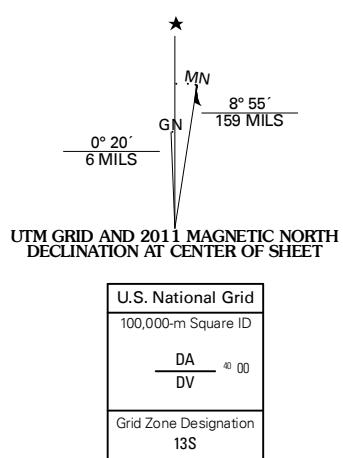 MN
8° 55´
159 MILS
GN
0° 20´
6 MILS
UTM GRID AND 2011 MAGNETIC NORTH
DECLINATION AT CENTER OF SHEET
U.S. National Grid
100,000-m Square ID
DA
40 00
DV
Grid Zone Designation
13S